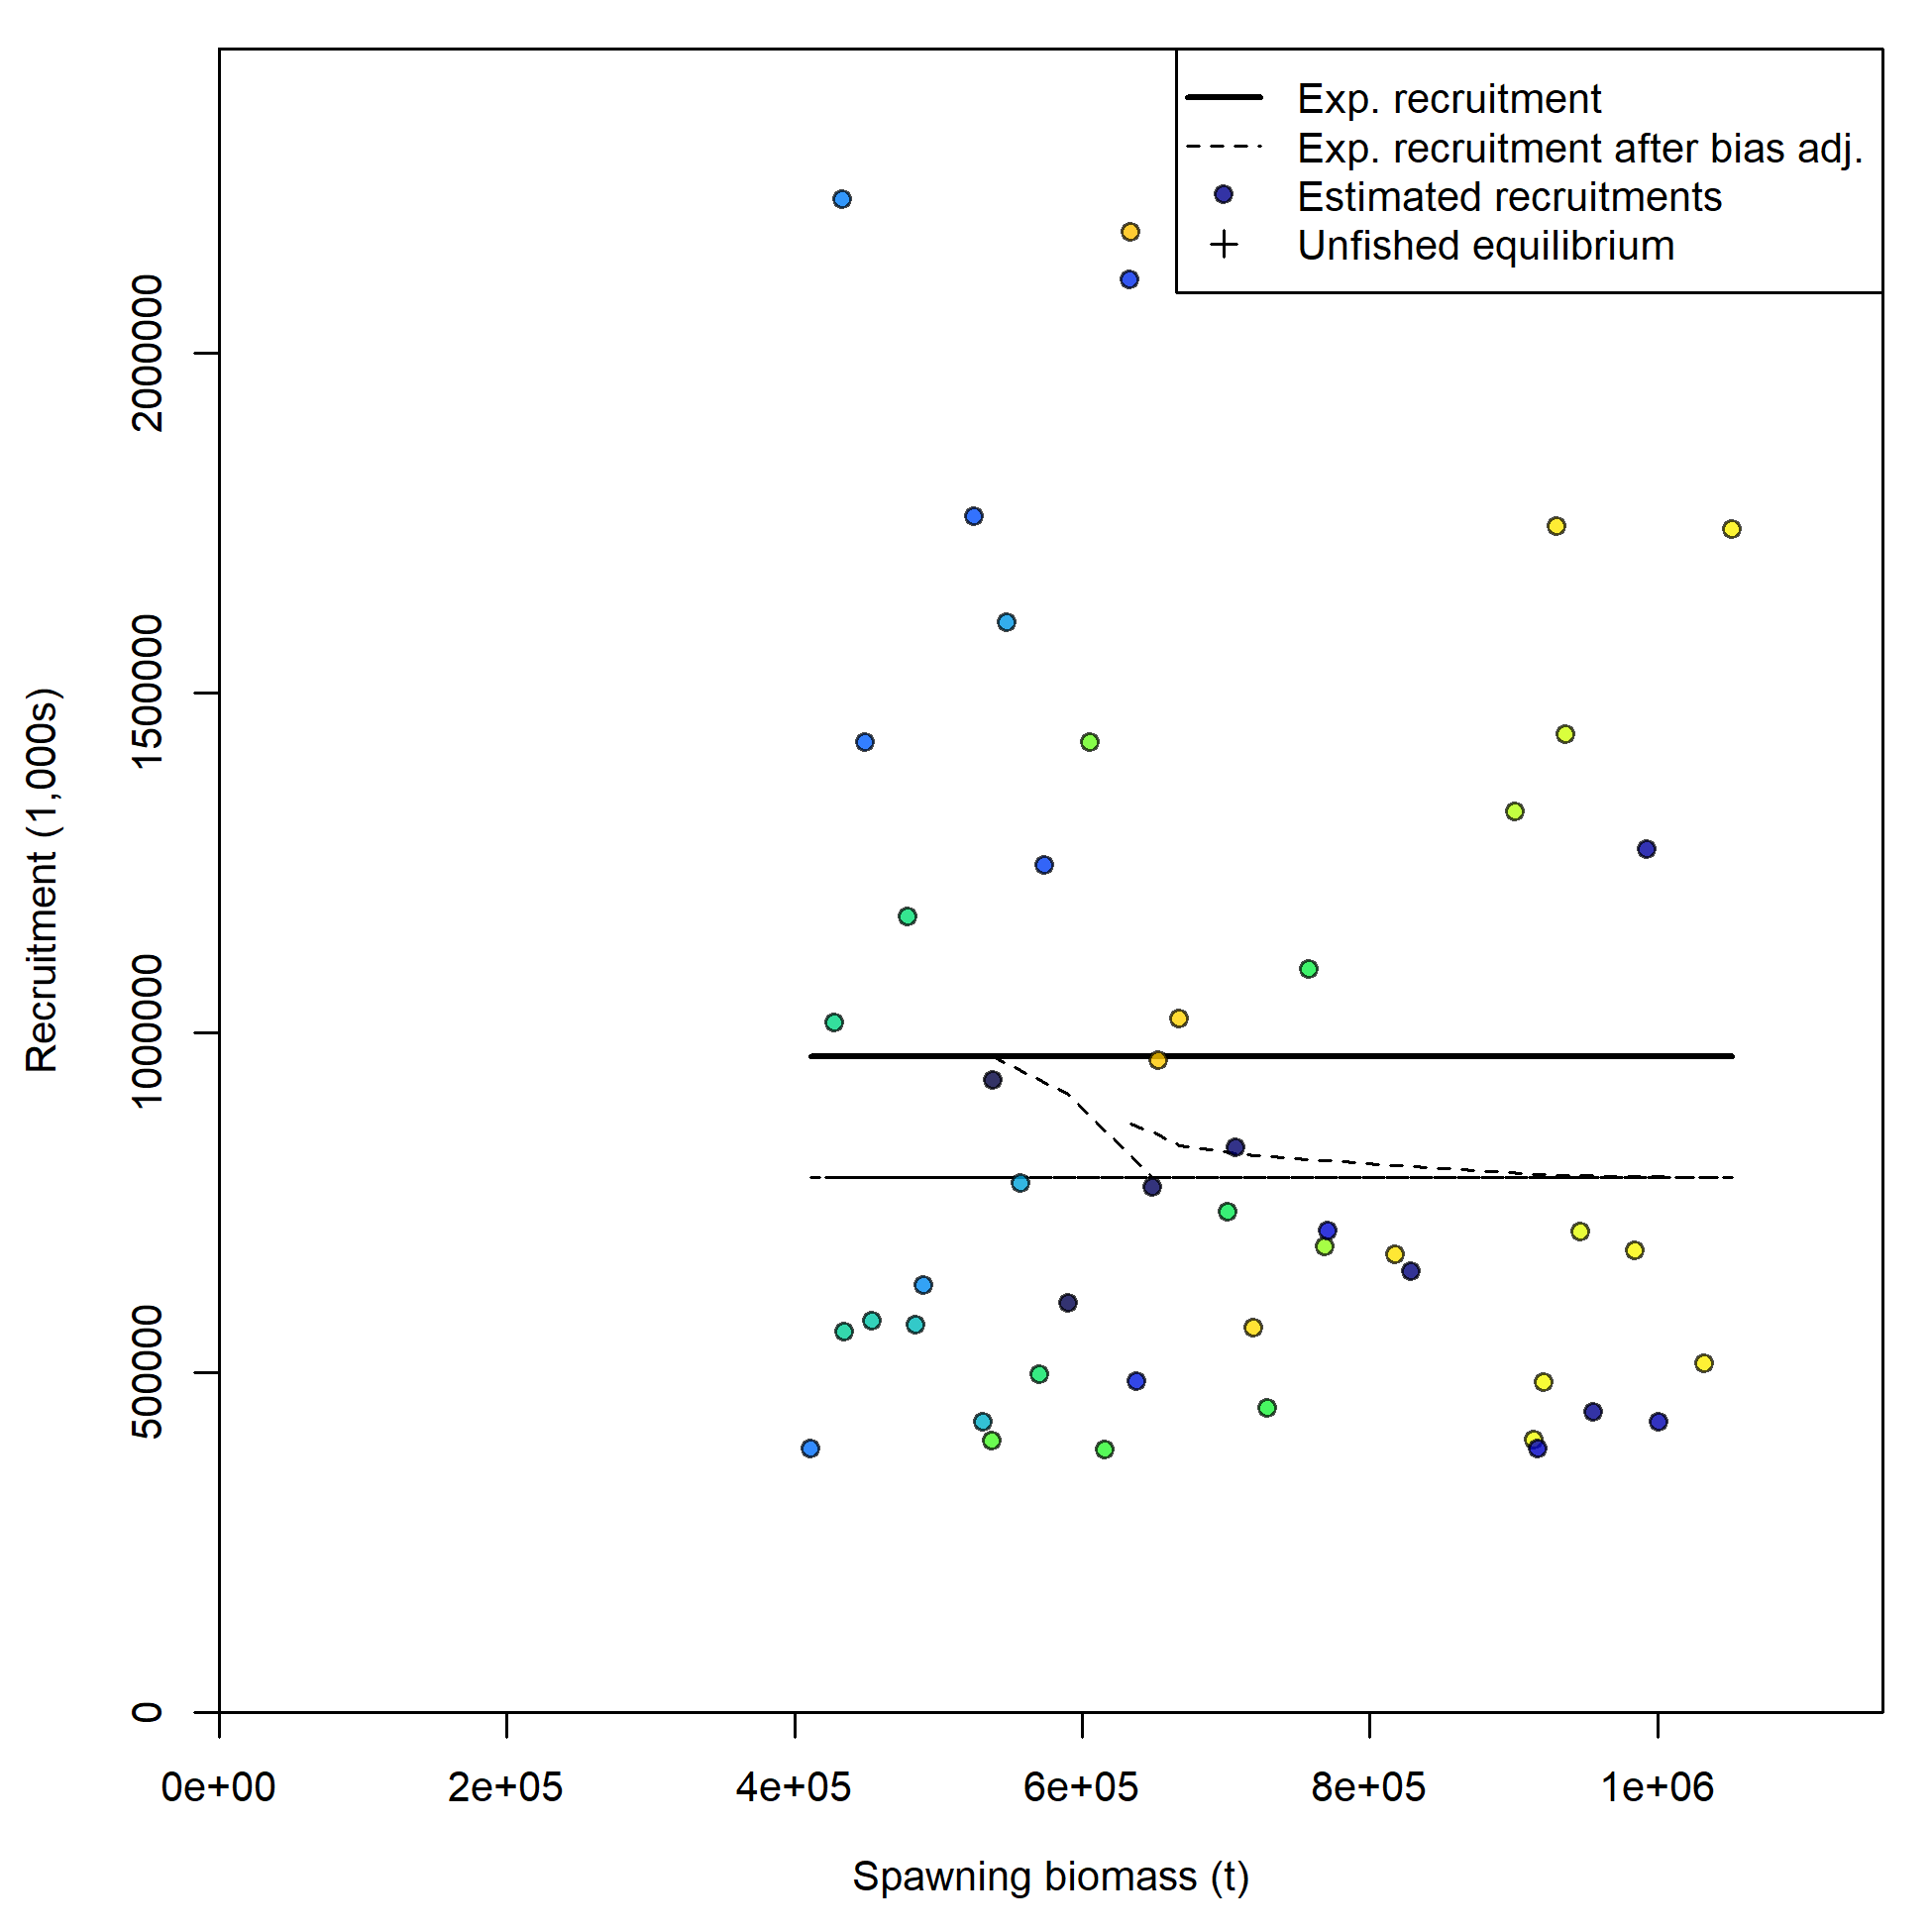 Exp. recruitment
Exp. recruitment after bias adj.
Estimated recruitments
Unfished equilibrium
Recruitment (1,000s)
2000000
1500000
1000000
500000
0
0e+00 2e+05 4e+05 6e+05 8e+05 1e+06
Spawning biomass (t)